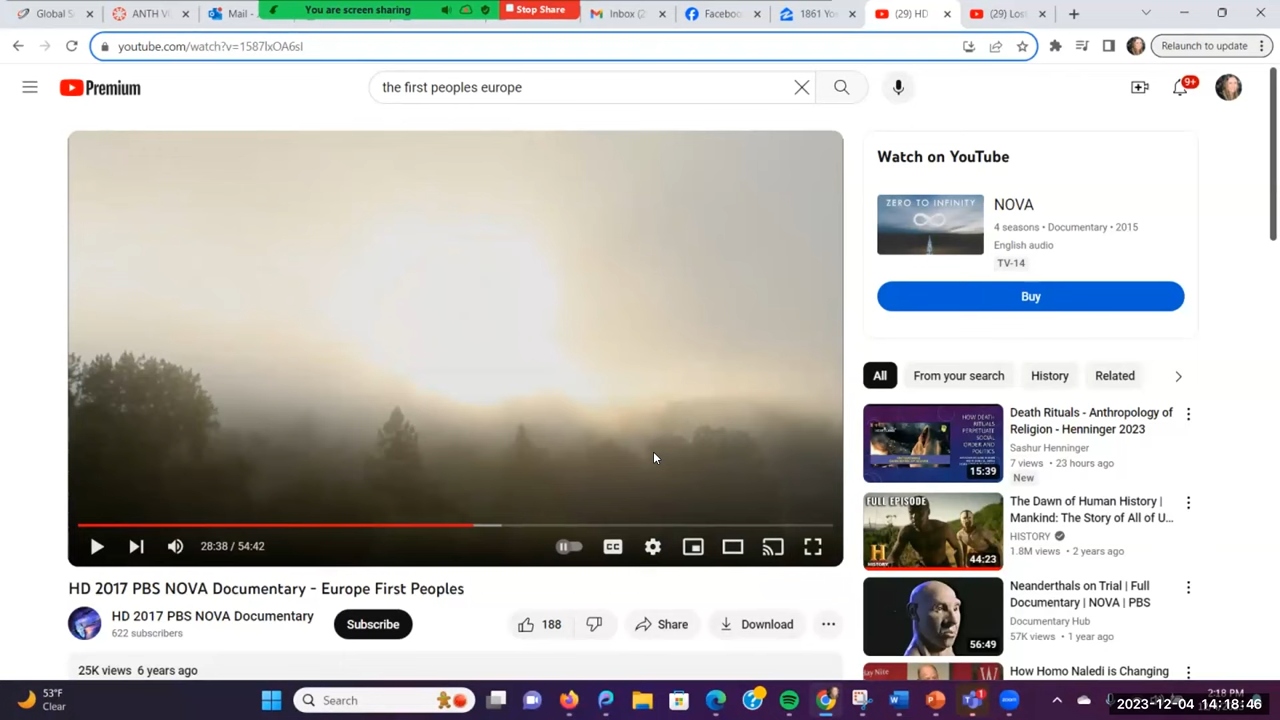 Global S
ANTH V
Mail -
You are screen sharing
Stop Share
Inbox (2
Faceboo
1861 Yo
(29) HD
(29) Los
youtube.com/watch?v=1587lxOA6sI
Relaunch to update
Premium
the first peoples europe
9+
Watch on YouTube
ZERO TO INFINITY
NOVA
4 seasons • Documentary • 2015
English audio
TV-14
Buy
All
From your search
History
Related
HOW DEATH
RITUALS
PERPETUATE
SOCIAL
ORDER AND
POLITICS
15:39
Death Rituals - Anthropology of
Religion - Henninger 2023
Sashur Henninger
7 views • 23 hours ago
New
FULL EPISODE
H
HISTORY
44:23
The Dawn of Human History |
Mankind: The Story of All of U...
HISTORY
1.8M views • 2 years ago
56:49
Neanderthals on Trial | Full
Documentary | NOVA | PBS
Documentary Hub
57K views • 1 year ago
How Homo Naledi is Changing
28:38 / 54:42
CC
HD 2017 PBS NOVA Documentary - Europe First Peoples
HD 2017 PBS NOVA Documentary
622 subscribers
Subscribe
188
Share
Download
25K views 6 years ago
53°F
Clear
Search
2:18 PM
2023-12-04 14:18:46